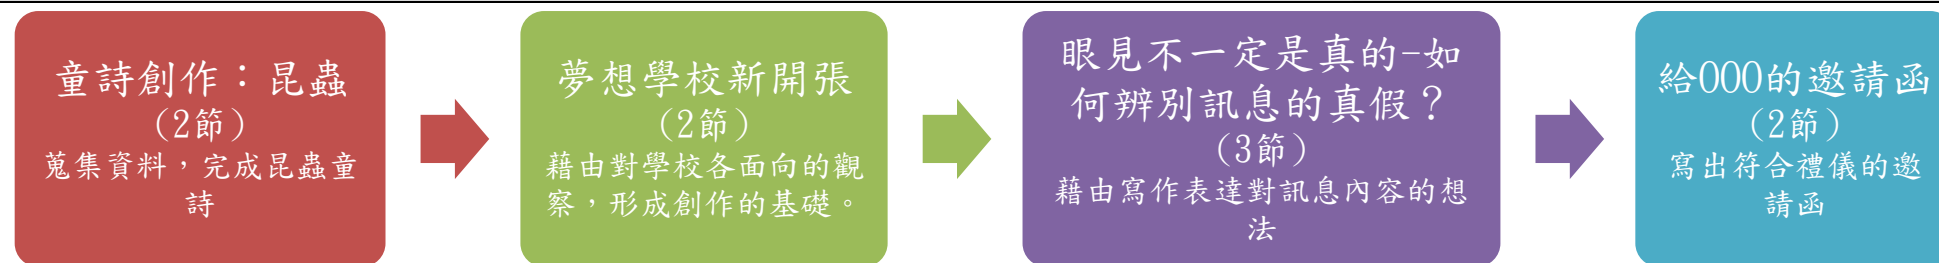 童詩創作：昆蟲
（2節）
蒐集資料，完成昆蟲童
詩
夢想學校新開張
（2節）
藉由對學校各面向的觀
察，形成創作的基礎。
眼見不一定是真的-如
何辨別訊息的真假？
（3節）
藉由寫作表達對訊息內容的想
法
給OOO的邀請函
（2節）
寫出符合禮儀的邀
請函